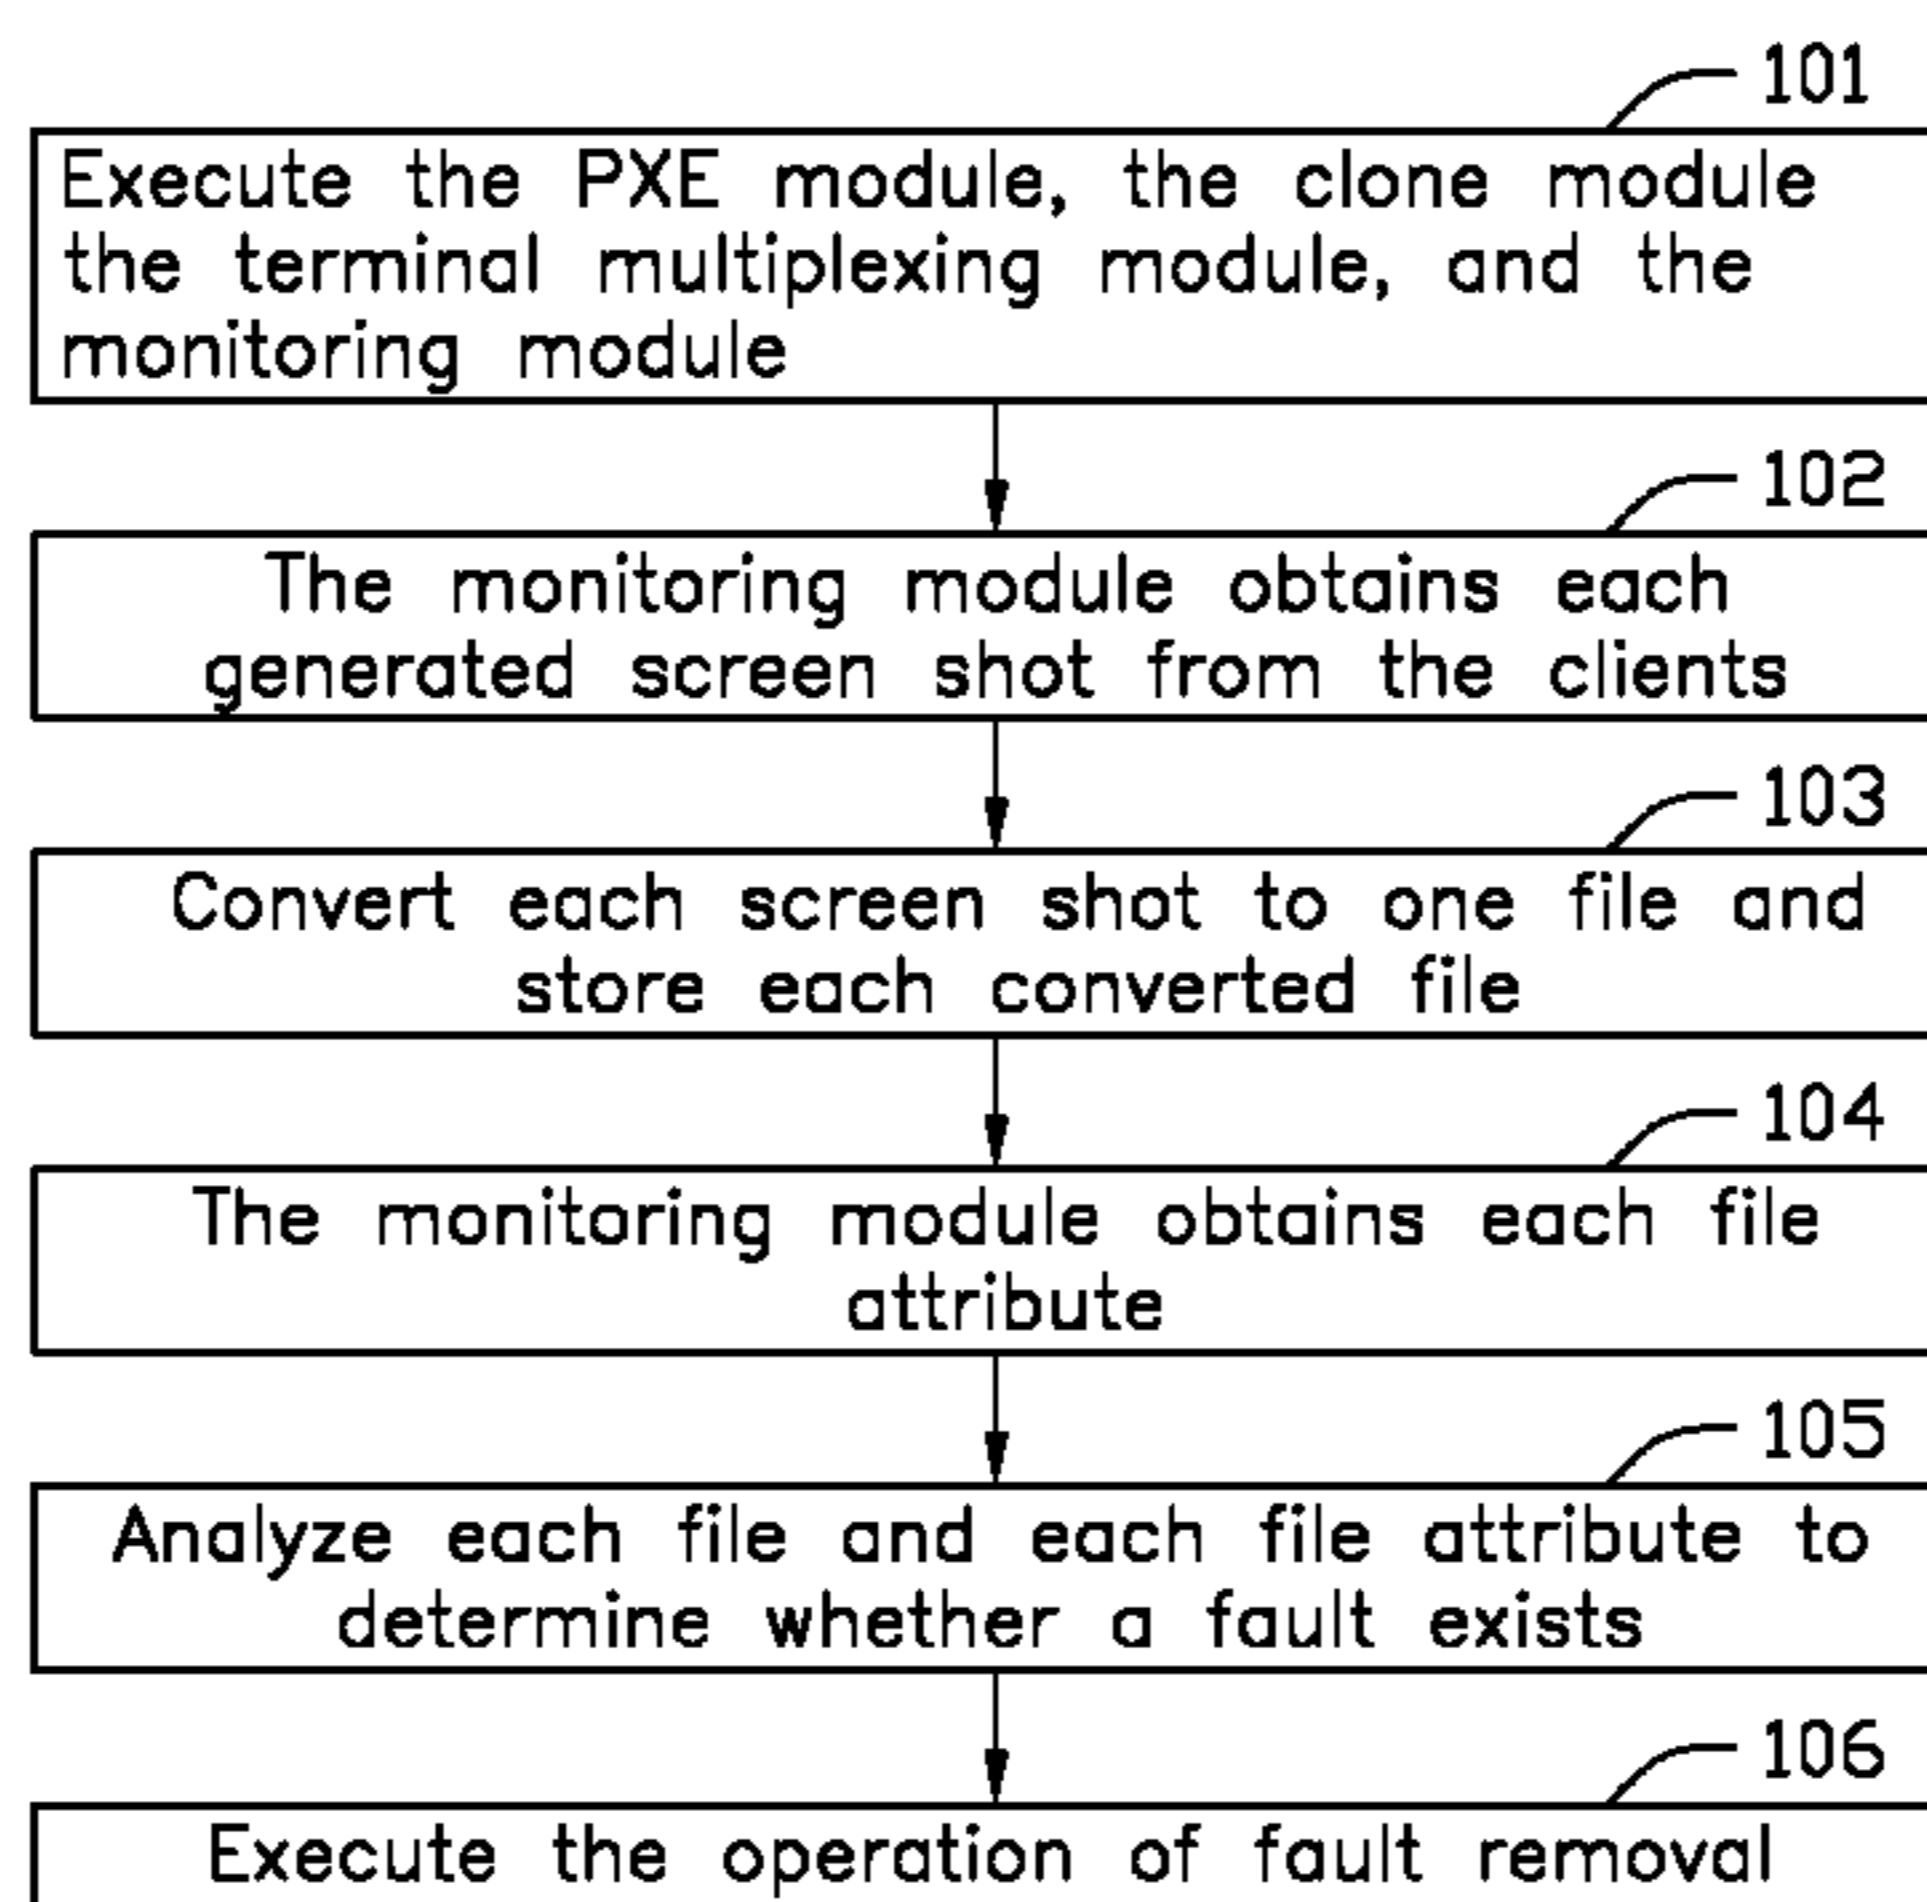 101
Execute the PXE module, the clone module
the terminal multiplexing module, and the
monitoring module
102
The monitoring module obtains each
generated screen shot from the clients
103
Convert each screen shot to one file and
store each converted file
104
The monitoring module obtains each file
attribute
105
Analyze each file and each file attribute to
determine whether a fault exists
106
Execute the operation of fault removal